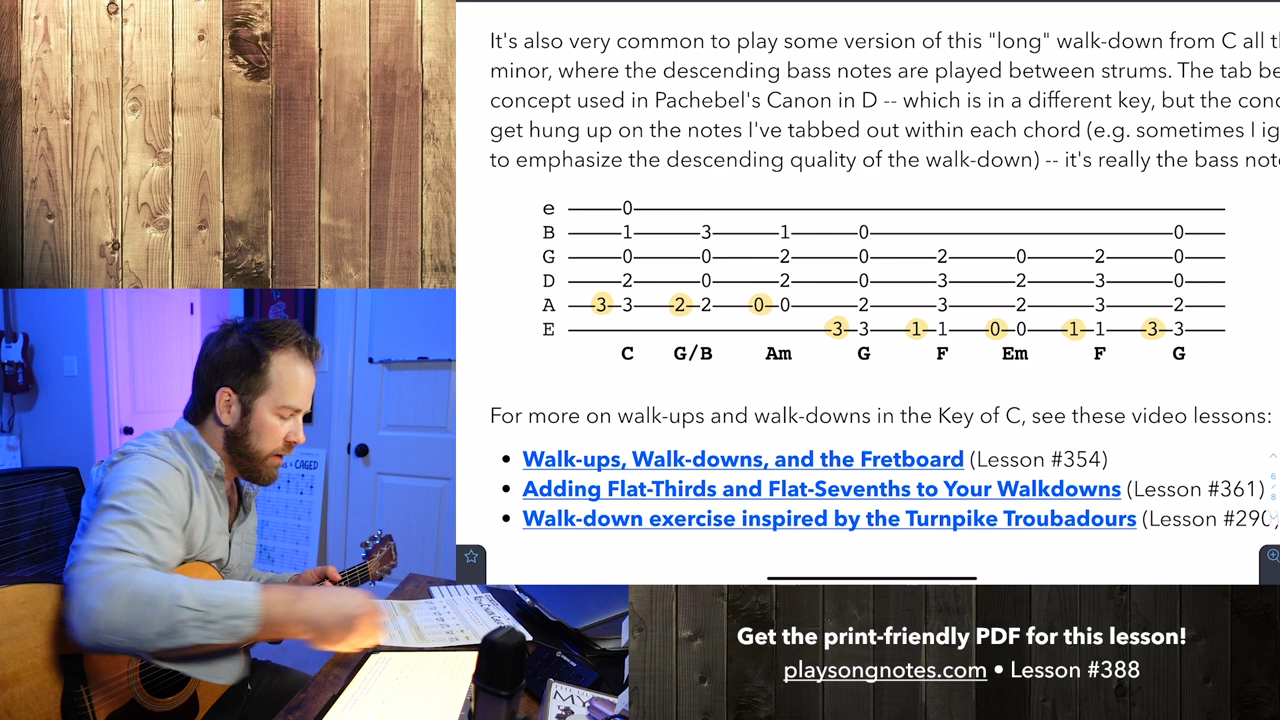 It's also very common to play some version of this "long" walk-down from C all
minor, where the descending bass notes are played between strums. The tab
concept used in Pachebel's Canon in D -- which is in a different key, but the
get hung up on the notes I've tabbed out within each chord (e.g. sometimes I
to emphasize the descending quality of the walk-down) -- it's really the bass
e 0
B 1 3 1 0 0
G 0 0 2 0 2 0 2 0
D 2 0 2 0 3 2 3 0
A 3 3 2 2 0 0 2 3 2 3 2
E 3 3 1 1 0 0 1 1 3 3
C G/B Am G F Em F G
For more on walk-ups and walk-downs in the Key of C, see these video lessons:
• Walk-ups, Walk-downs, and the Fretboard (Lesson #354)
• Adding Flat-Thirds and Flat-Sevenths to Your Walkdowns (Lesson #361)
• Walk-down exercise inspired by the Turnpike Troubadours (Lesson #290)
6
/
8
+ CAGED
MY
Get the print-friendly PDF for this lesson!
playsongnotes.com • Lesson #388